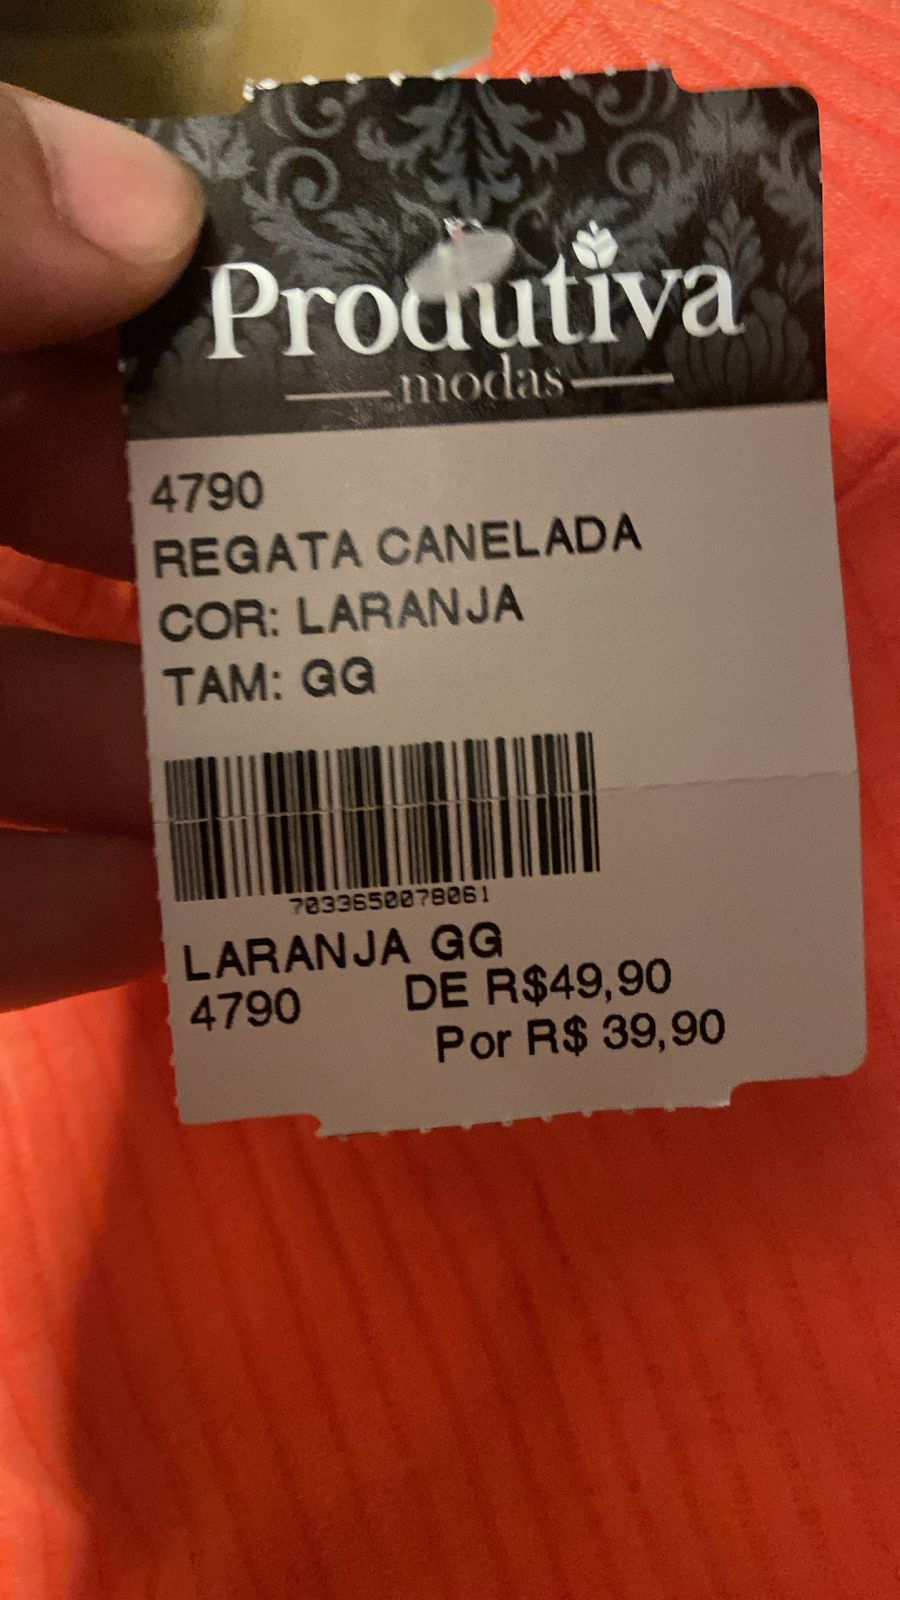 Produtiva
modas
4790
REGATA CANELADA
COR: LARANJA
TAM: GG
7033650078061
LARANJA GG
4790 DE R$49,90
Por R$ 39,90